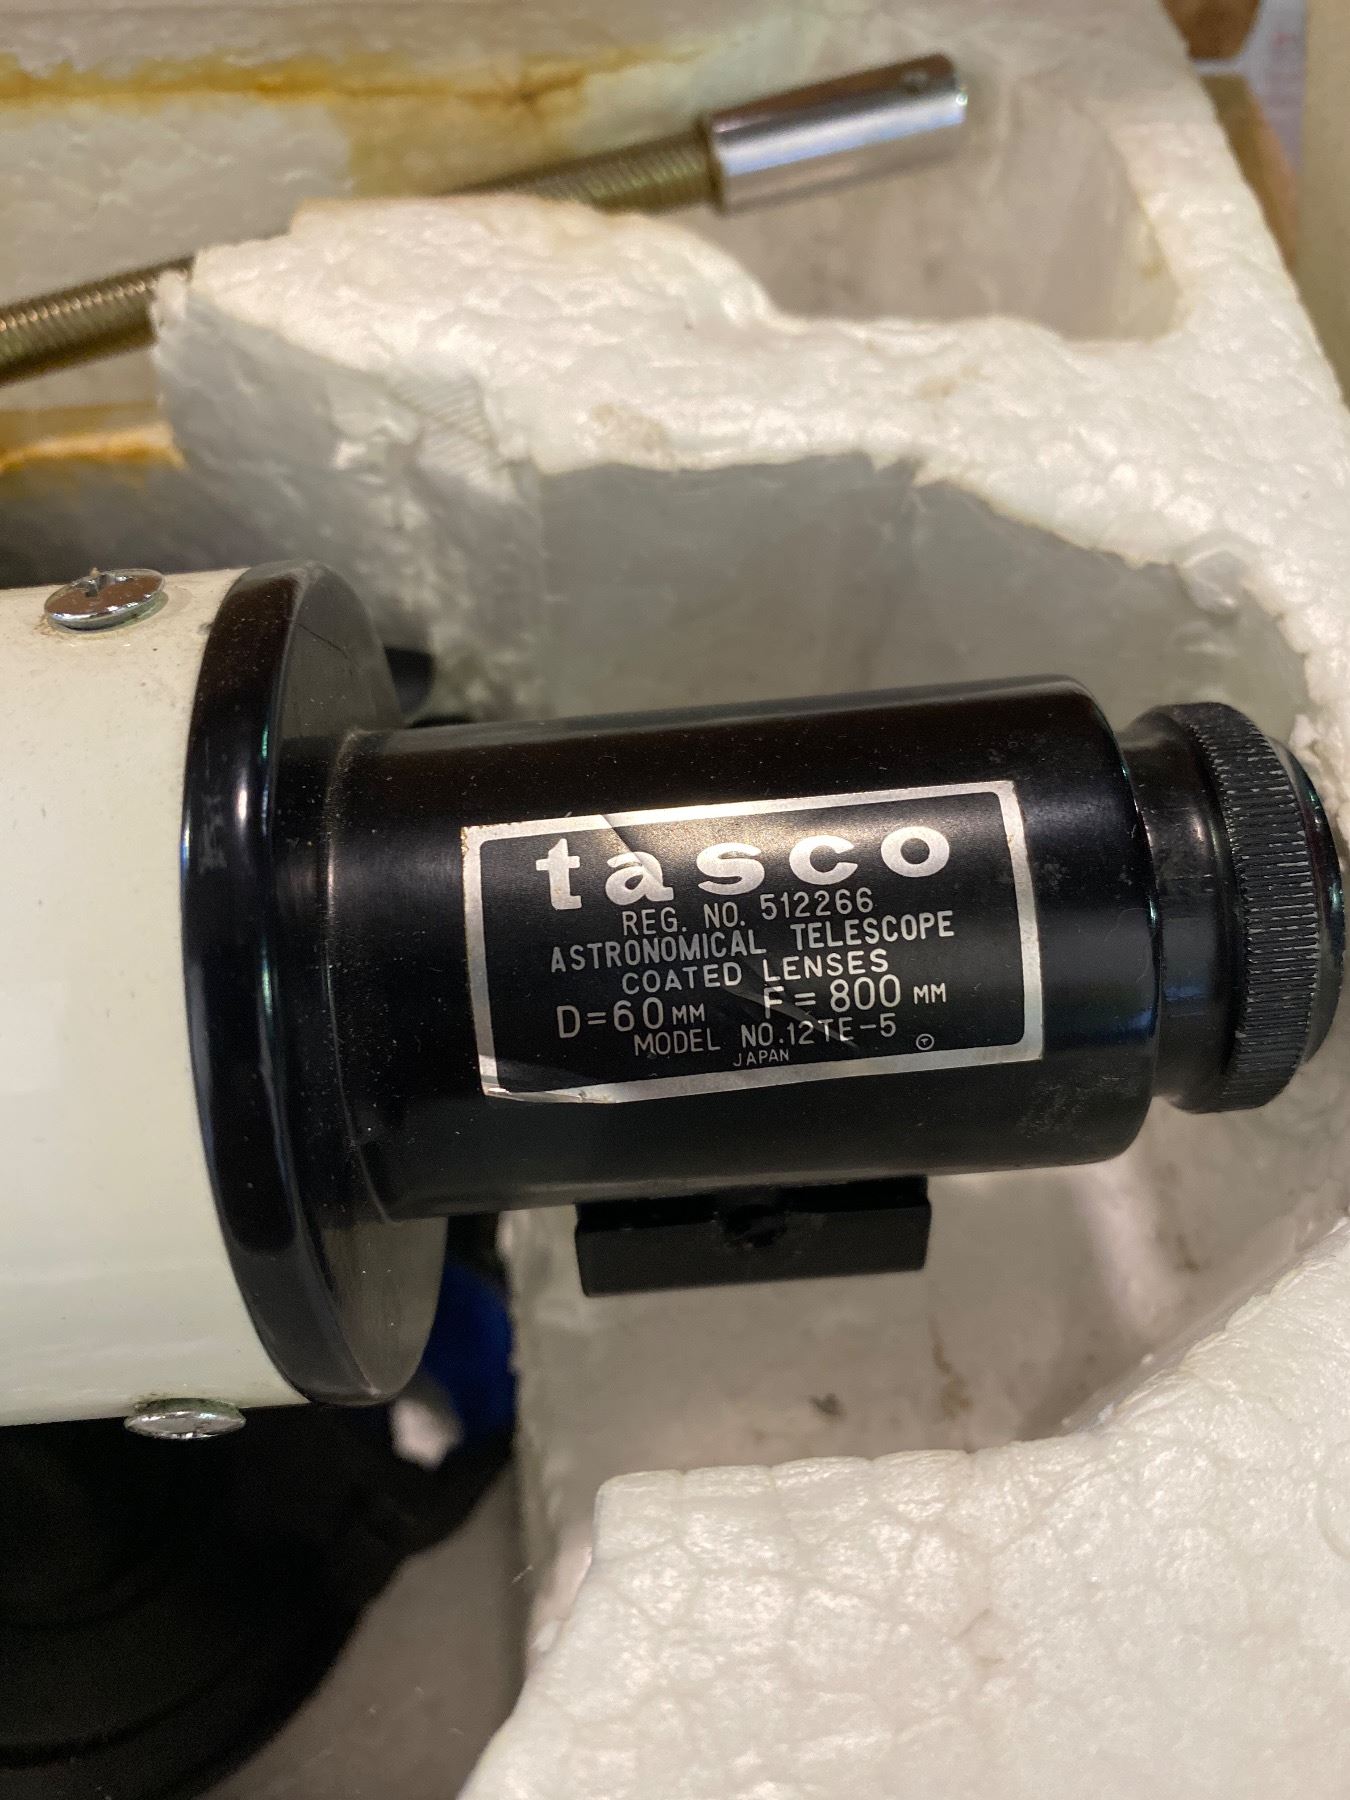 tasco
REG. NO. 512266
ASTRONOMICAL TELESCOPE
COATED LENSES
D=60MM F=800MM
MODEL NO.12TE-5
JAPAN
T